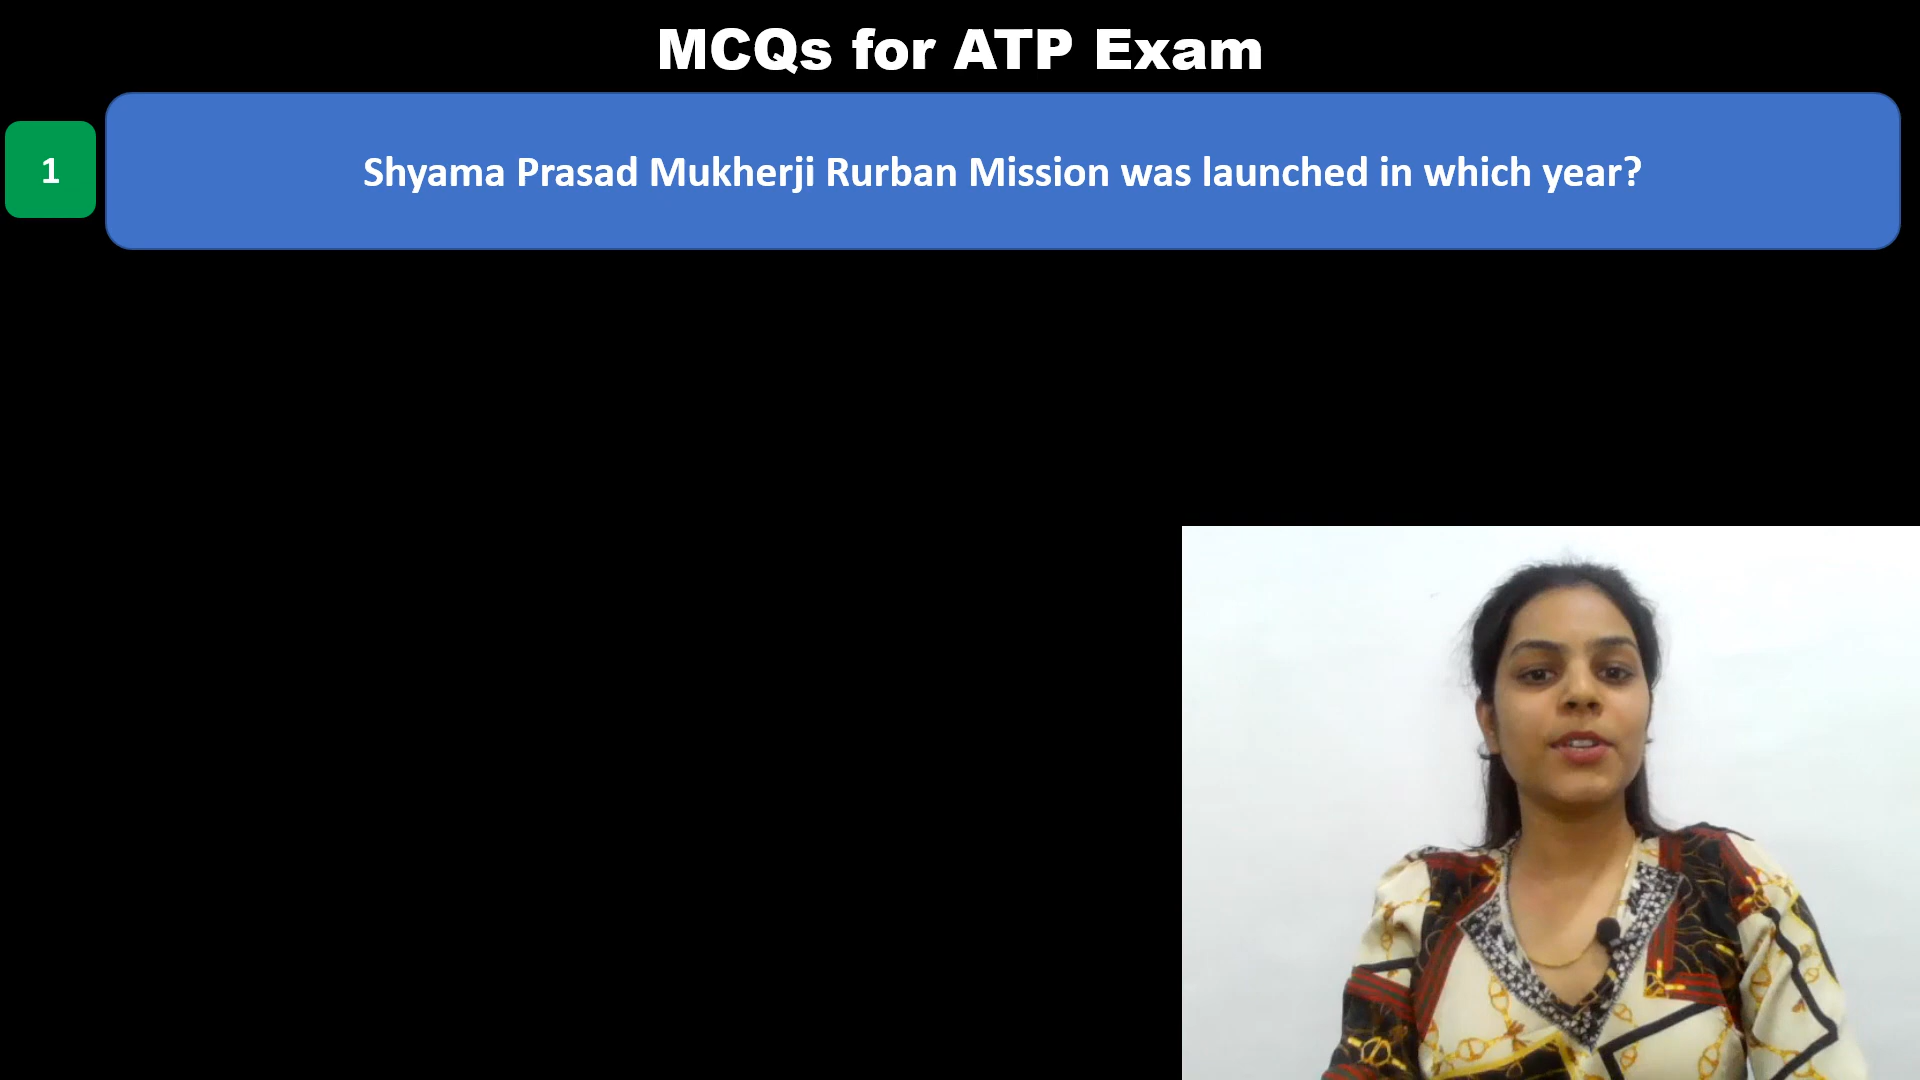 MCQs for ATP Exam
1
Shyama Prasad Mukherji Rurban Mission was launched in which year?